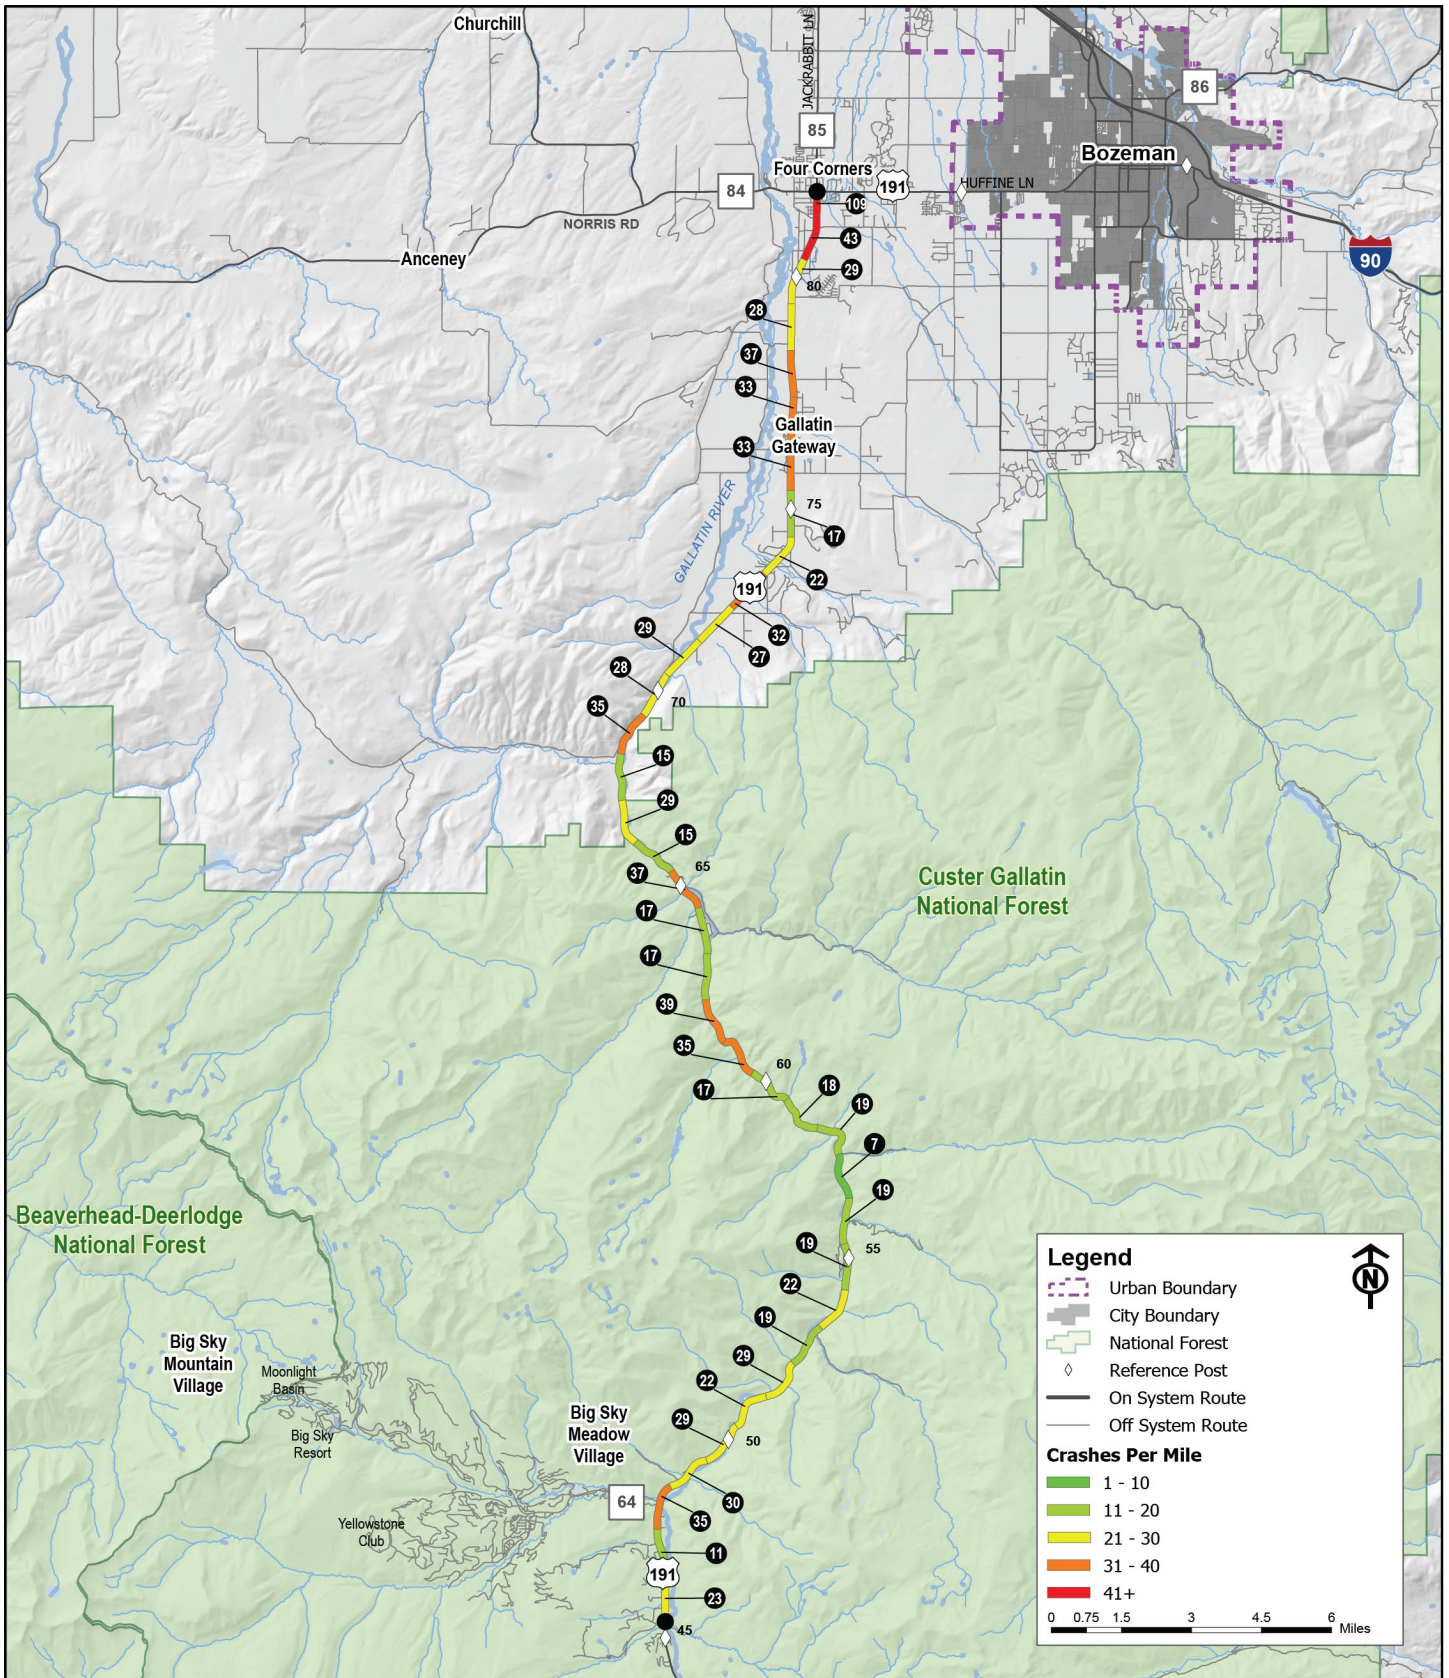 Churchill
JACKRABBIT LN
86
85
Bozeman
Four Corners
84
191
HUFFINE LN
109
NORRIS RD
43
Anceney
90
29
80
28
37
33
Gallatin
Gateway
33
GALLATIN RIVER
75
17
22
191
32
29
27
28
70
35
15
29
15
65
37
Custer Gallatin
National Forest
17
17
39
35
60
17
18
19
7
19
Beaverhead-Deerlodge
National Forest
19
55
22
19
29
22
29
50
Big Sky
Mountain
Village
Moonlight
Basin
Big Sky
Resort
Big Sky
Meadow
Village
30
64
35
Yellowstone
Club
11
191
23
45
Legend
N
Urban Boundary
City Boundary
National Forest
Reference Post
On System Route
Off System Route
Crashes Per Mile
1 - 10
11 - 20
21 - 30
31 - 40
41+
0 0.75 1.5 3 4.5 6
Miles